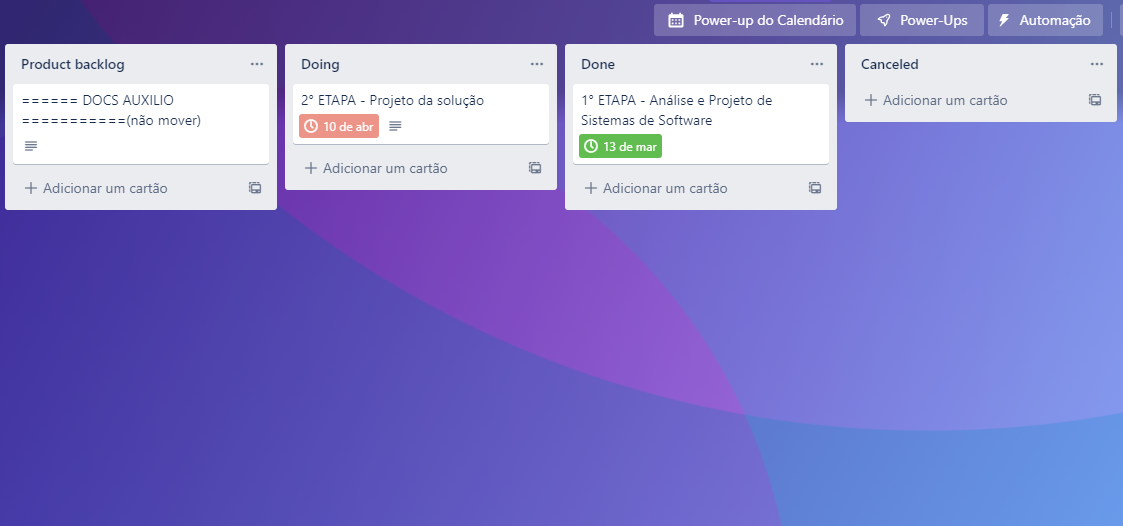 Power-up do Calendário
Power-Ups
Automação
Product backlog
====== DOCS AUXILIO
===========(não mover)
Adicionar um cartão
Doing
2° ETAPA - Projeto da solução
10 de abr
Adicionar um cartão
Done
1° ETAPA - Análise e Projeto de
Sistemas de Software
13 de mar
Adicionar um cartão
Canceled
Adicionar um cartão